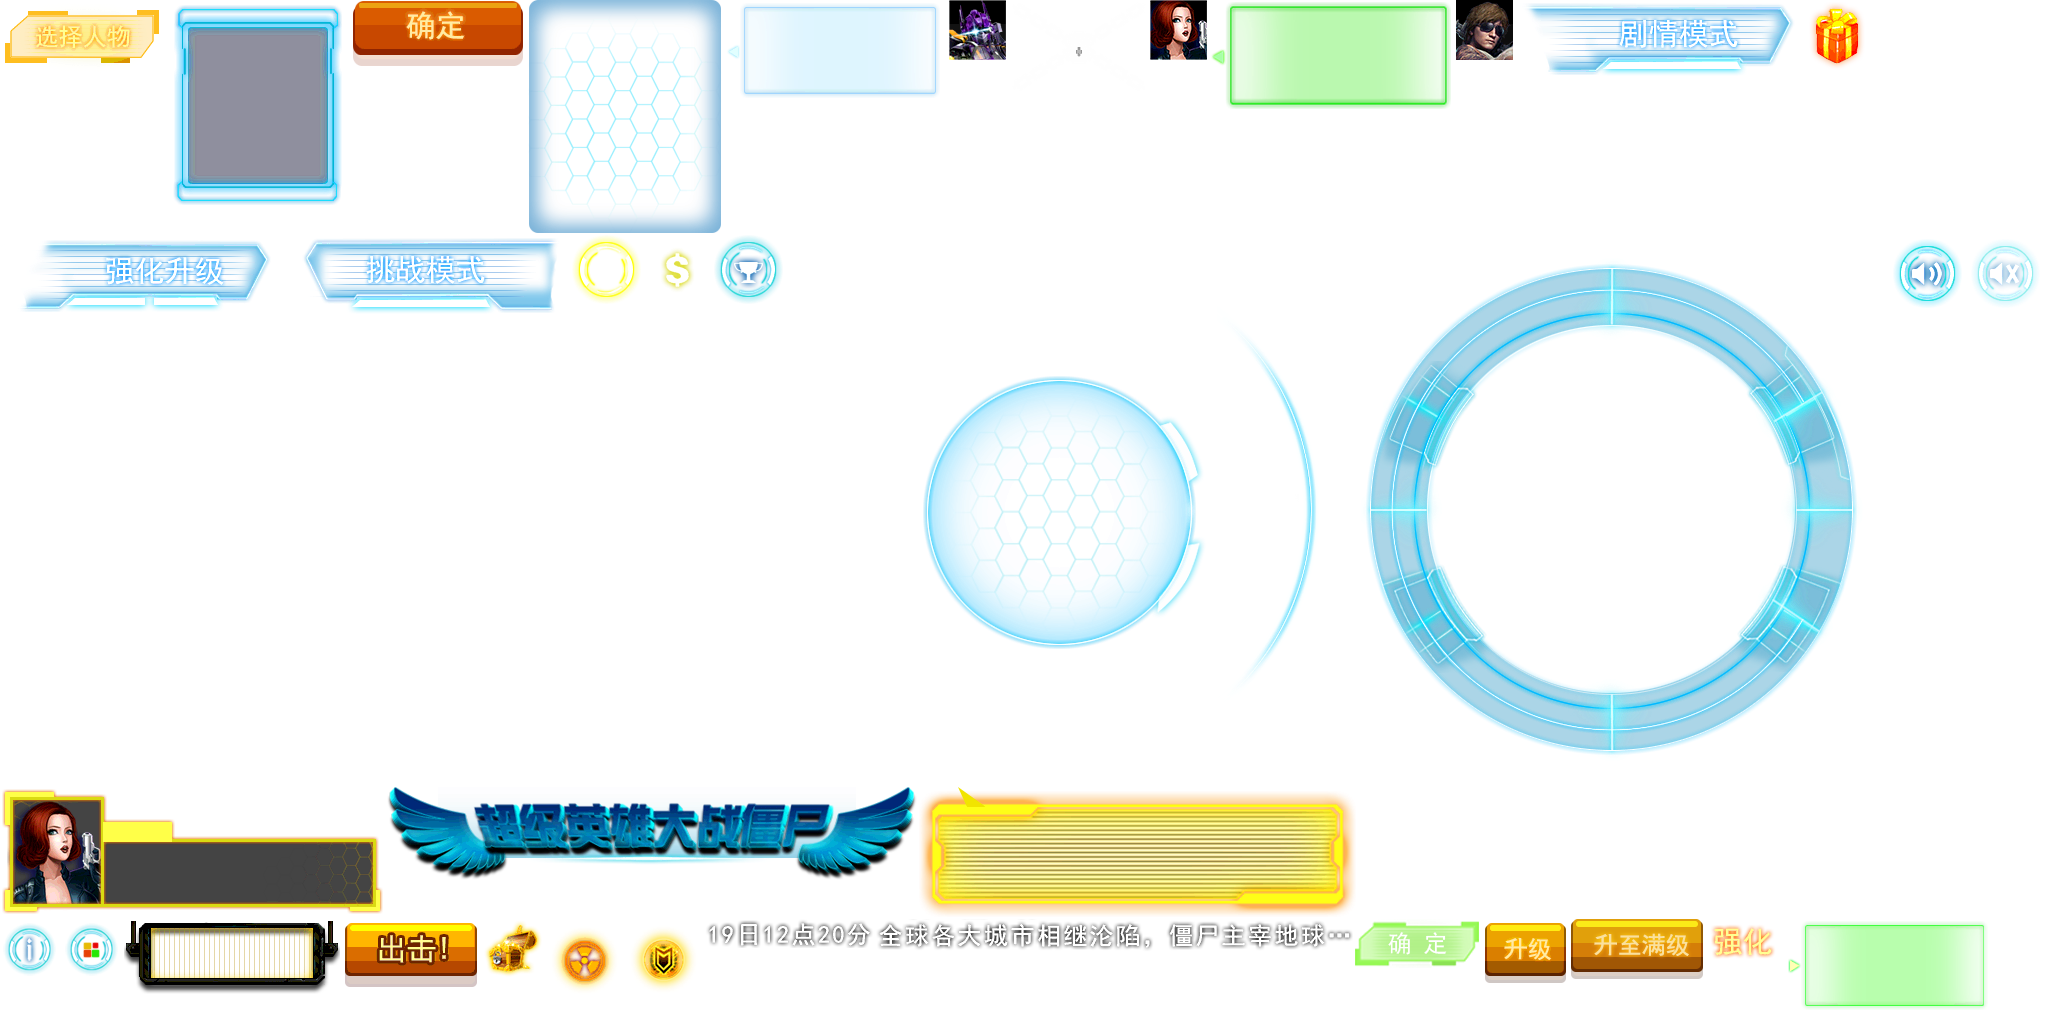 选择人物
确定
剧情模式
强化升级
挑战模式
$
超级英雄大战僵尸
出击!
19日12点20分 全球各大城市相继沦陷，僵尸主宰地球…
确 定
升级
升至满级
强化